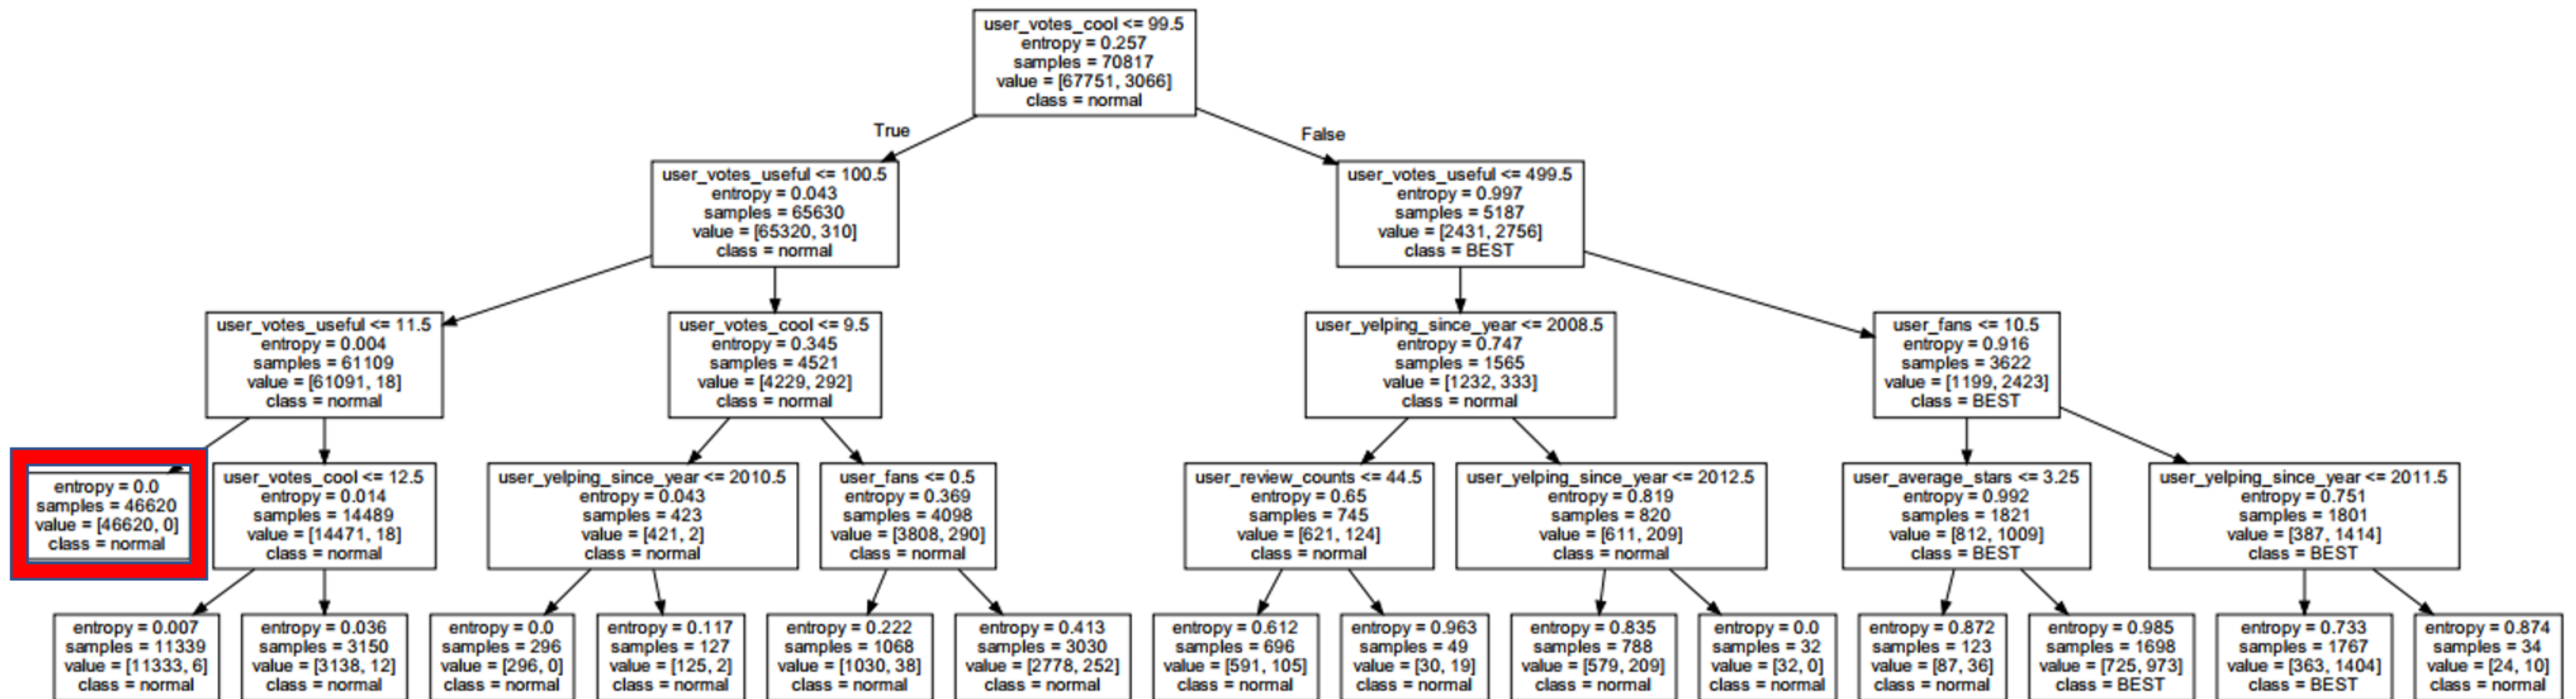 user_votes_cool <= 99.5
entropy = 0.257
samples = 70817
value = [67751, 3066]
class = normal
True
False
user_votes_useful <= 100.5
entropy = 0.043
samples = 65630
value = [65320, 310]
class = normal
user_votes_useful <= 499.5
entropy = 0.997
samples = 5187
value = [2431, 2756]
class = BEST
user_votes_useful <= 11.5
entropy = 0.004
samples = 61109
value = [61091, 18]
class = normal
user_votes_cool <= 9.5
entropy = 0.345
samples = 4521
value = [4229, 292]
class = normal
user_yelping_since_year <= 2008.5
entropy = 0.747
samples = 1565
value = [1232, 333]
class = normal
user_fans <= 10.5
entropy = 0.916
samples = 3622
value = [1199, 2423]
class = BEST
entropy = 0.0
samples = 46620
value = [46620, 0]
class = normal
user_votes_cool <= 12.5
entropy = 0.014
samples = 14489
value = [14471, 18]
class = normal
user_yelping_since_year <= 2010.5
entropy = 0.043
samples = 423
value = [421, 2]
class = normal
user_fans <= 0.5
entropy = 0.369
samples = 4098
value = [3808, 290]
class = normal
user_review_counts <= 44.5
entropy = 0.65
samples = 745
value = [621, 124]
class = normal
user_yelping_since_year <= 2012.5
entropy = 0.819
samples = 820
value = [611, 209]
class = normal
user_average_stars <= 3.25
entropy = 0.992
samples = 1821
value = [812, 1009]
class = BEST
user_yelping_since_year <= 2011.5
entropy = 0.751
samples = 1801
value = [387, 1414]
class = BEST
entropy = 0.007
samples = 11339
value = [11333, 6]
class = normal
entropy = 0.036
samples = 3150
value = [3138, 12]
class = normal
entropy = 0.0
samples = 296
value = [296, 0]
class = normal
entropy = 0.117
samples = 127
value = [125, 2]
class = normal
entropy = 0.222
samples = 1068
value = [1030, 38]
class = normal
entropy = 0.413
samples = 3030
value = [2778, 252]
class = normal
entropy = 0.612
samples = 696
value = [591, 105]
class = normal
entropy = 0.963
samples = 49
value = [30, 19]
class = normal
entropy = 0.835
samples = 788
value = [579, 209]
class = normal
entropy = 0.0
samples = 32
value = [32, 0]
class = normal
entropy = 0.872
samples = 123
value = [87, 36]
class = normal
entropy = 0.985
samples = 1698
value = [725, 973]
class = BEST
entropy = 0.733
samples = 1767
value = [363, 1404]
class = BEST
entropy = 0.874
samples = 34
value = [24, 10]
class = normal